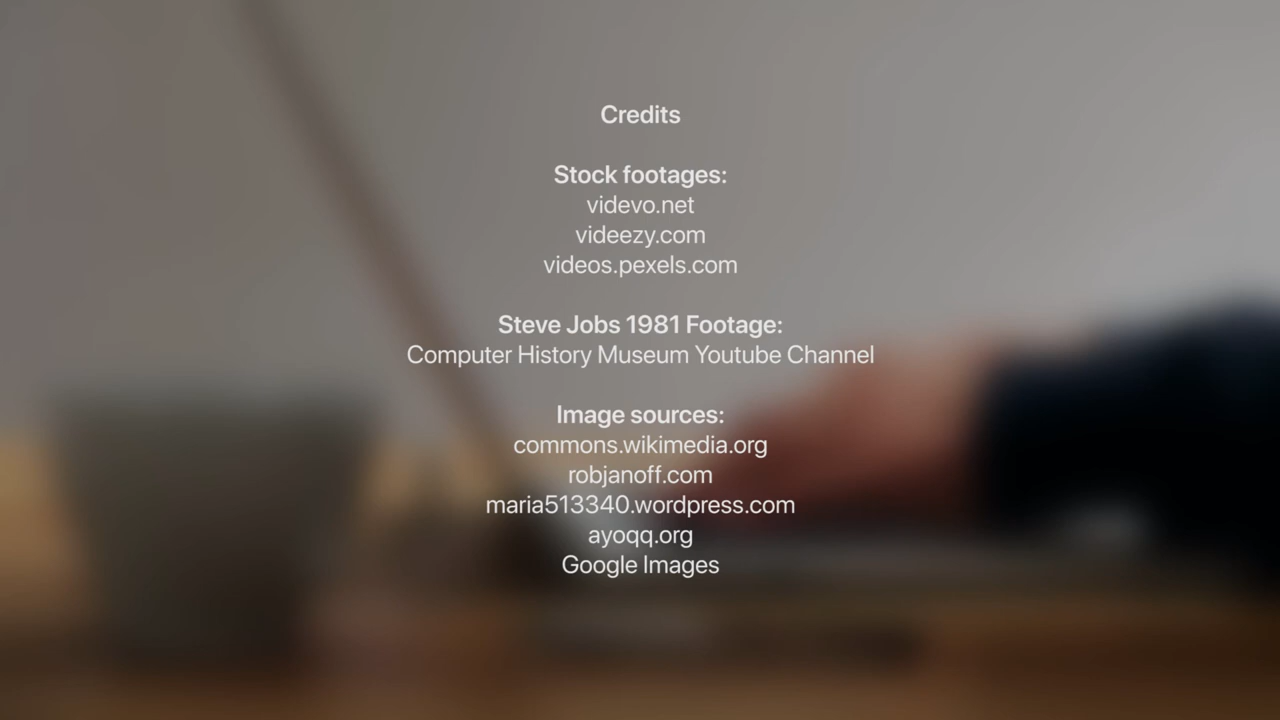 Credits
Stock footages:
videvo.net
videezy.com
videos.pexels.com
Steve Jobs 1981 Footage:
Computer History Museum Youtube Channel
Image sources:
commons.wikimedia.org
robjanoff.com
maria513340.wordpress.com
ayoqq.org
Google Images